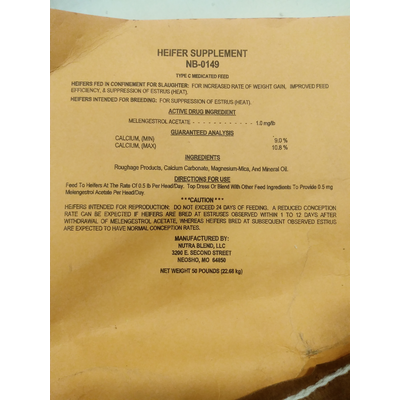 HEIFER SUPPLEMENT
NB-0149
TYPE C MEDICATED FEED
HEIFERS FED IN CONFINEMENT FOR SLAUGHTER: FOR INCREASED RATE OF WEIGHT GAIN, IMPROVED FEED
EFFICIENCY, & SUPPRESSION OF ESTRUS (HEAT).
HEIFERS INTENDED FOR BREEDING: FOR SUPPRESSION OF ESTRUS (HEAT).
ACTIVE DRUG INGREDIENT
MELENGESTROL ACETATE - - - - - - - - - - - - - - - 1.0 mg/lb
GUARANTEED ANALYSIS
CALCIUM, (MIN) 9.0%
CALCIUM, (MAX) 10.8%
INGREDIENTS
Roughage Products, Calcium Carbonate, Magnesium-Mica, And Mineral Oil.
DIRECTIONS FOR USE
Feed To Heifers At The Rate Of 0.5 lb Per Head/Day. Top Dress Or Blend With Other Feed Ingredients To Provide 0.5 mg
Melengestrol Acetate Per Head/Day.
***CAUTION***
HEIFERS INTENDED FOR REPRODUCTION: DO NOT EXCEED 24 DAYS OF FEEDING. A REDUCED CONCEPTION
RATE CAN BE EXPECTED IF HEIFERS ARE BRED AT ESTRUSES OBSERVED WITHIN 1 TO 12 DAYS AFTER
WITHDRAWAL OF MELENGESTROL ACETATE, WHEREAS HEIFERS BRED AT SUBSEQUENT OBSERVED ESTRUS
ARE EXPECTED TO HAVE NORMAL CONCEPTION RATES.
MANUFACTURED BY:
NUTRA BLEND, LLC
3200 E. SECOND STREET
NEOSHO, MO 64850
NET WEIGHT 50 POUNDS (22.68 kg)